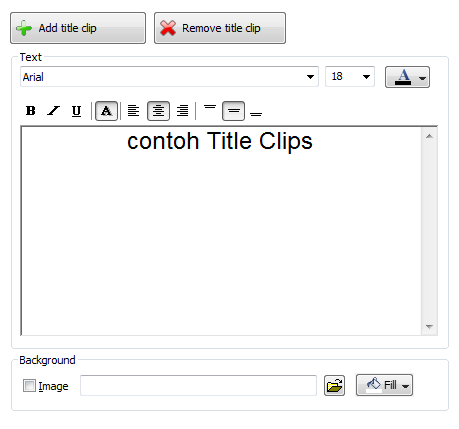 Add title clip Remove title clip
Text
Arial 18 A
B I U A
contoh Title Clips
Background
Image Fill